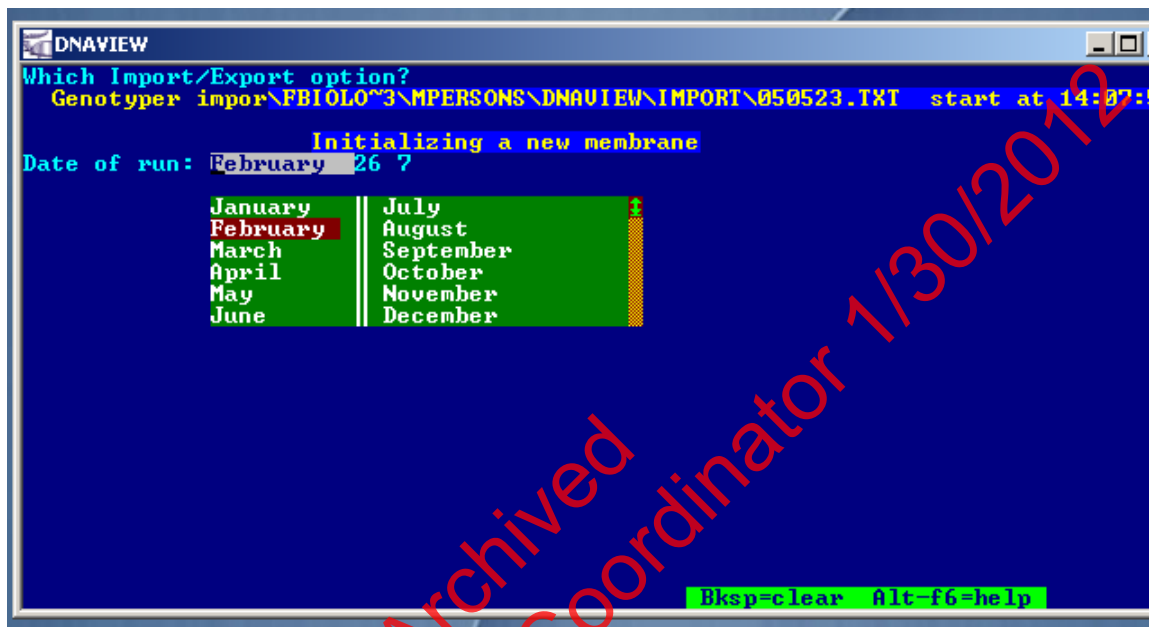 DNAVIEW
Which Import/Export option?
Genotyper impor\FBIOLO~3\MPERSONS\DNAVIEW\IMPORT\050523.TXT start at 14:07:
Initializing a new membrane
Date of run: February 26 7
January July
February August
March September
April October
May November
June December
Bksp=clear Alt-f6=help
Archived
Coordinator 1/30/2012